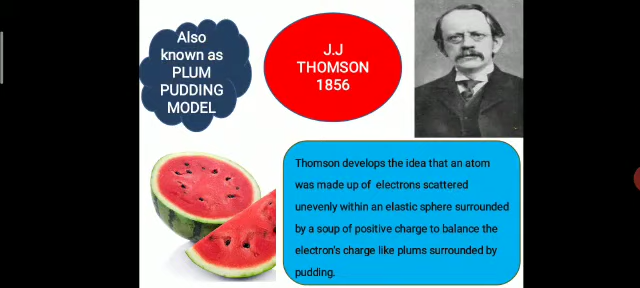 Also
known as
PLUM
PUDDING
MODEL
J.J
THOMSON
1856
Thomson develops the idea that an atom
was made up of electrons scattered
unevenly within an elastic sphere surrounded
by a soup of positive charge to balance the
electron's charge like plums surrounded by
pudding.